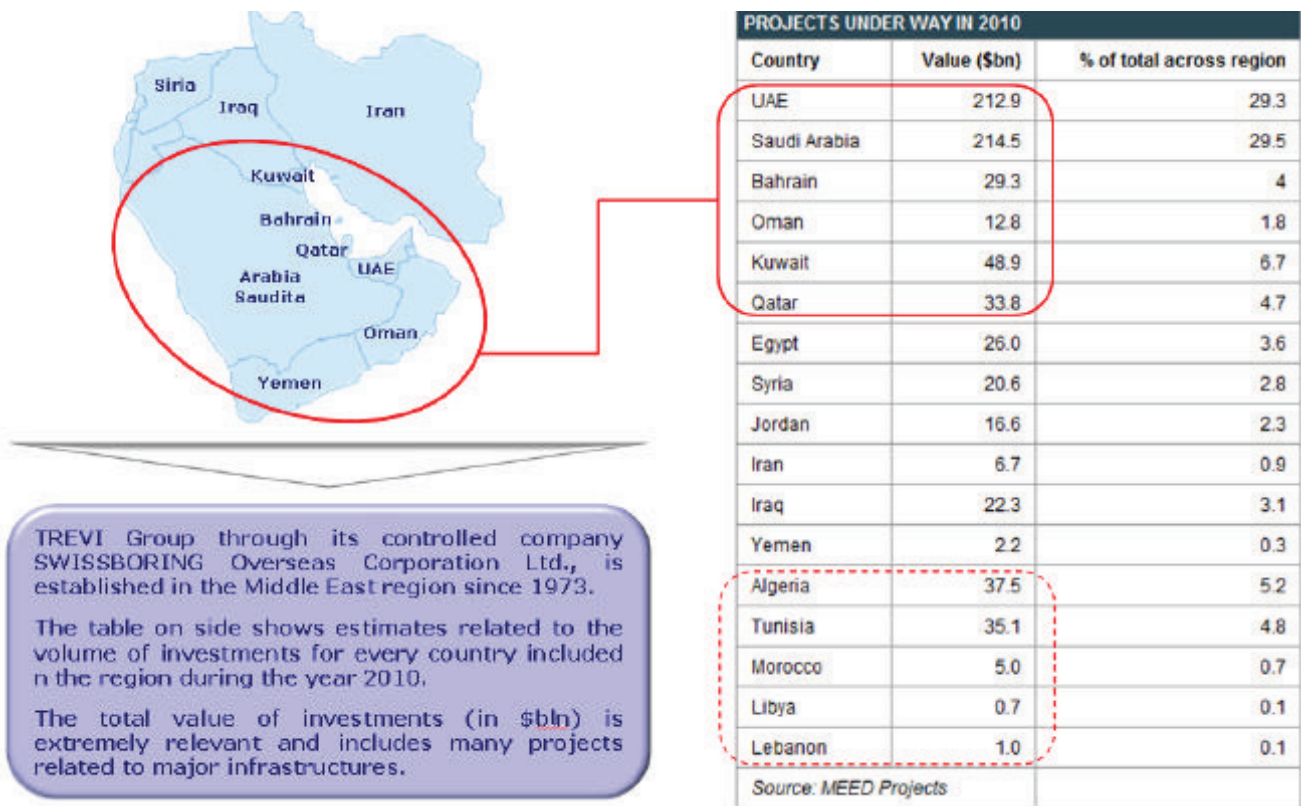 Siria
Iraq
Iran
Kuwait
Bahrain
Qatar
UAE
Arabia
Saudita
Oman
Yemen
TREVI Group through its controlled company
SWISSBORING Overseas Corporation Ltd., is
established in the Middle East region since 1973.
The table on side shows estimates related to the
volume of investments for every country included
n the region during the year 2010.
The total value of investments (in $bln) is
extremely relevant and includes many projects
related to major infrastructures.
PROJECTS UNDER WAY IN 2010
Country Value ($bn) % of total across region
UAE 212.9 29.3
Saudi Arabia 214.5 29.5
Bahrain 29.3 4
Oman 12.8 1.8
Kuwait 48.9 6.7
Qatar 33.8 4.7
Egypt 26.0 3.6
Syria 20.6 2.8
Jordan 16.6 2.3
Iran 6.7 0.9
Iraq 22.3 3.1
Yemen 2.2 0.3
Algeria 37.5 5.2
Tunisia 35.1 4.8
Morocco 5.0 0.7
Libya 0.7 0.1
Lebanon 1.0 0.1
Source: MEED Projects